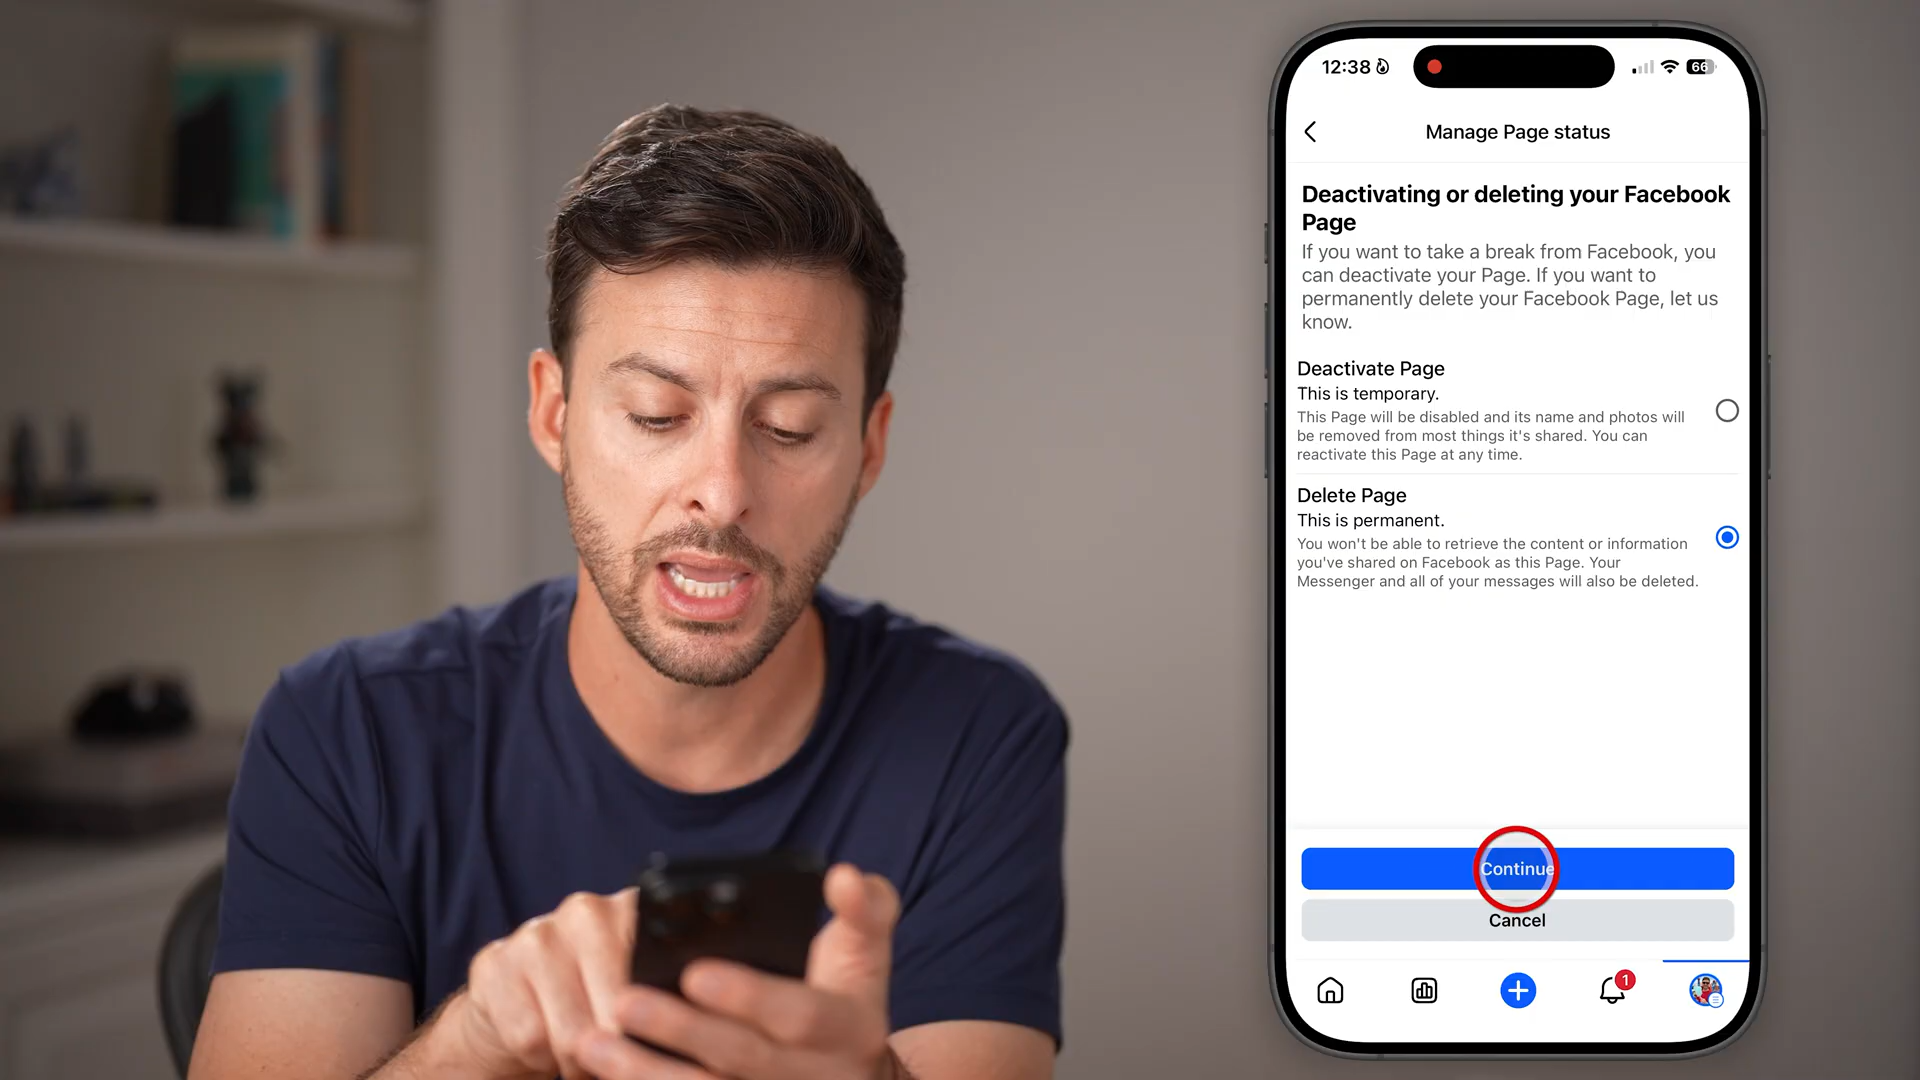 12:38
66
Manage Page status
Deactivating or deleting your Facebook
Page
If you want to take a break from Facebook, you
can deactivate your Page. If you want to
permanently delete your Facebook Page, let us
know.
Deactivate Page
This is temporary.
This Page will be disabled and its name and photos will
be removed from most things it's shared. You can
reactivate this Page at any time.
Delete Page
This is permanent.
You won't be able to retrieve the content or information
you've shared on Facebook as this Page. Your
Messenger and all of your messages will also be deleted.
Continue
Cancel
1